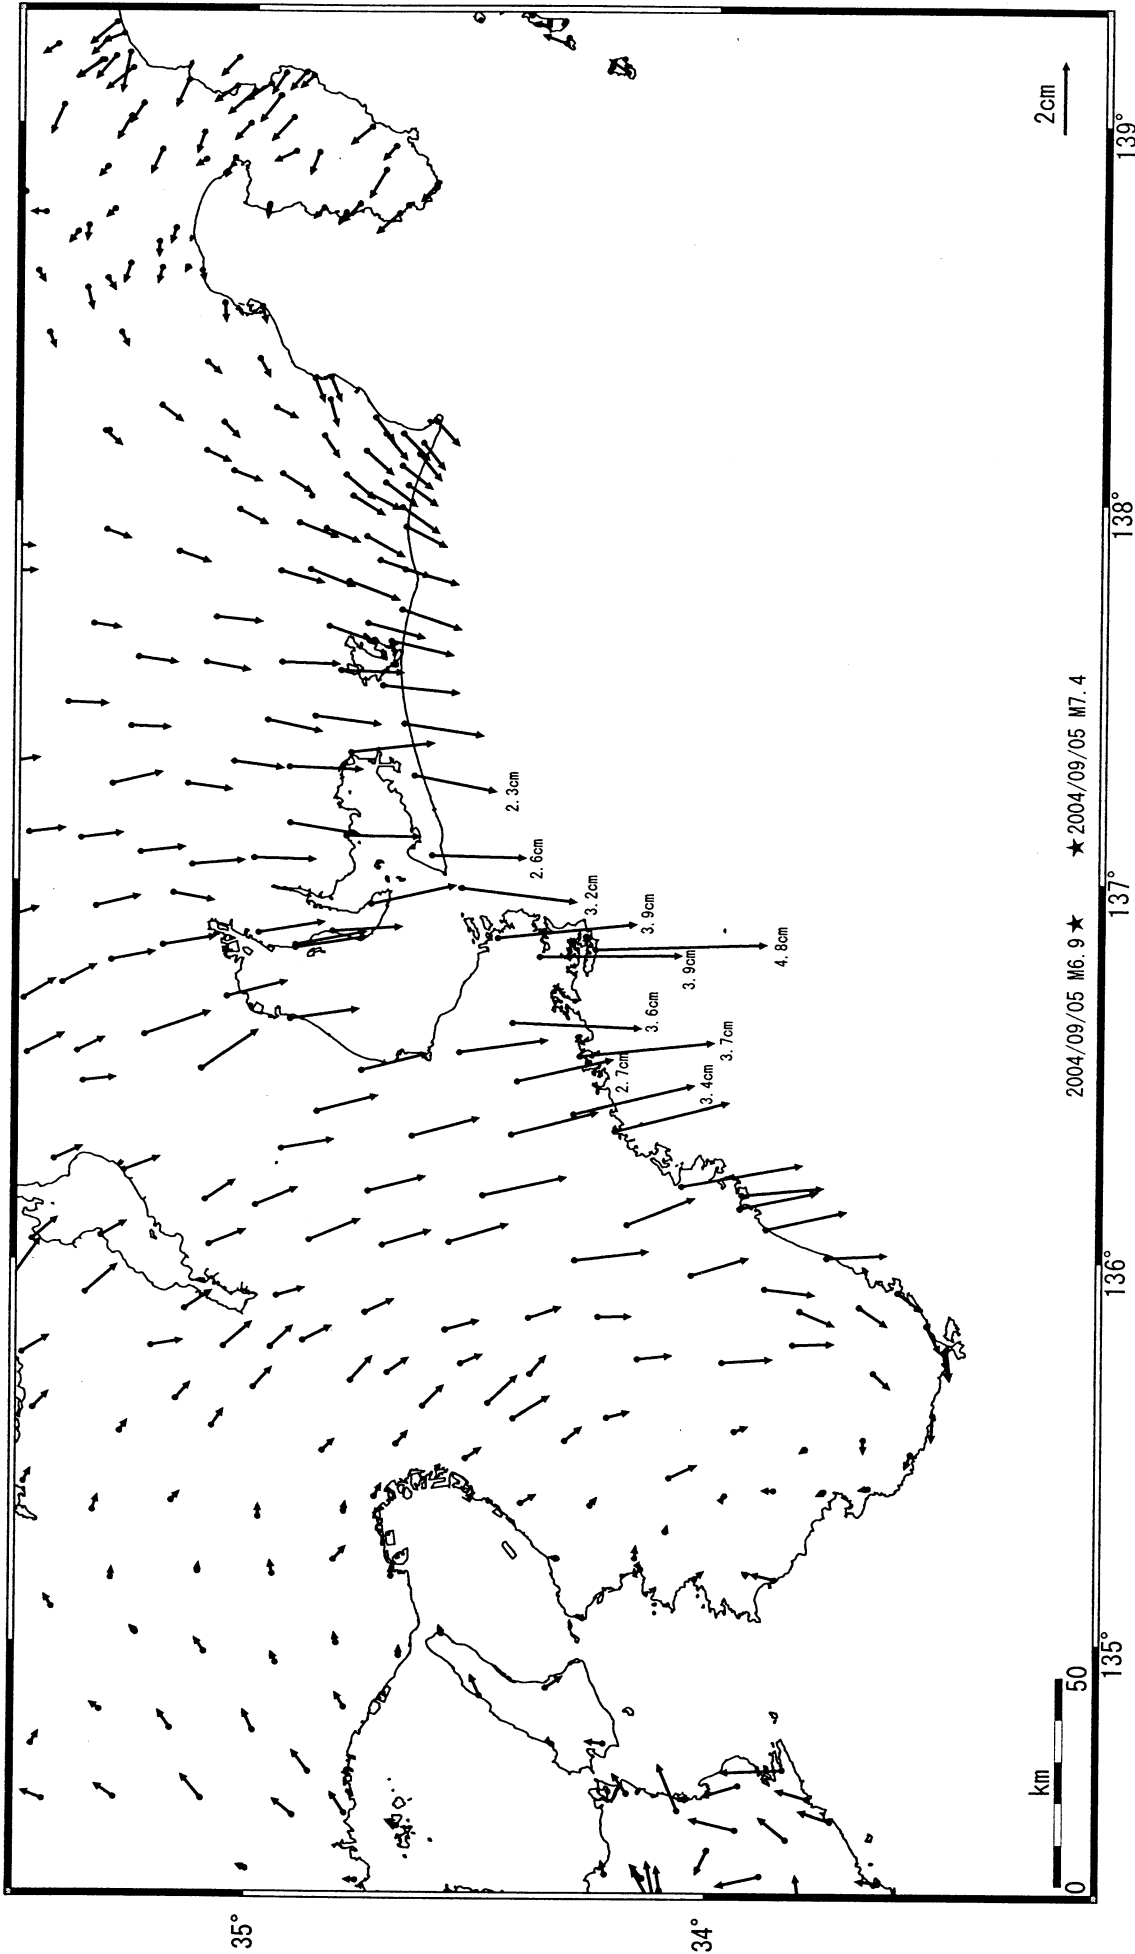 2cm
139°
138°
137°
136°
135°
35°
34°
2.3cm
2.6cm
3.2cm
3.9cm
4.8cm
3.9cm
3.6cm
3.7cm
2.7cm
3.4cm
2004/09/05 M6.9 ★
★ 2004/09/05 M7.4
km
0 50